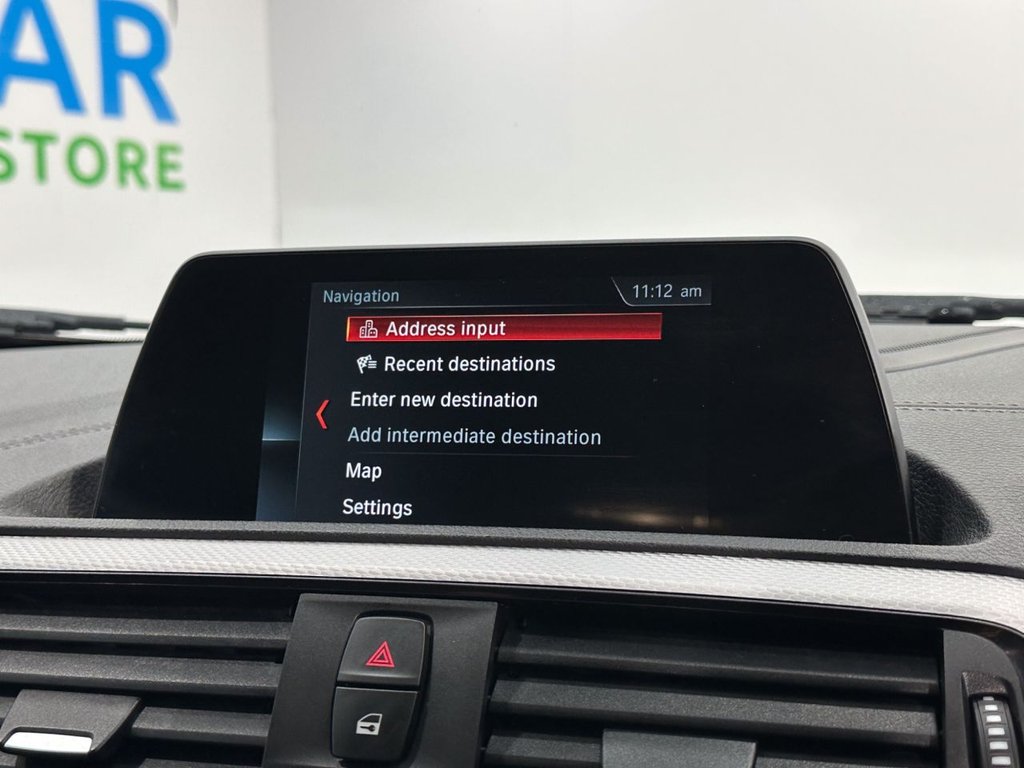 AR
STORE
Navigation
11:12 am
Address input
Recent destinations
Enter new destination
Add intermediate destination
Map
Settings